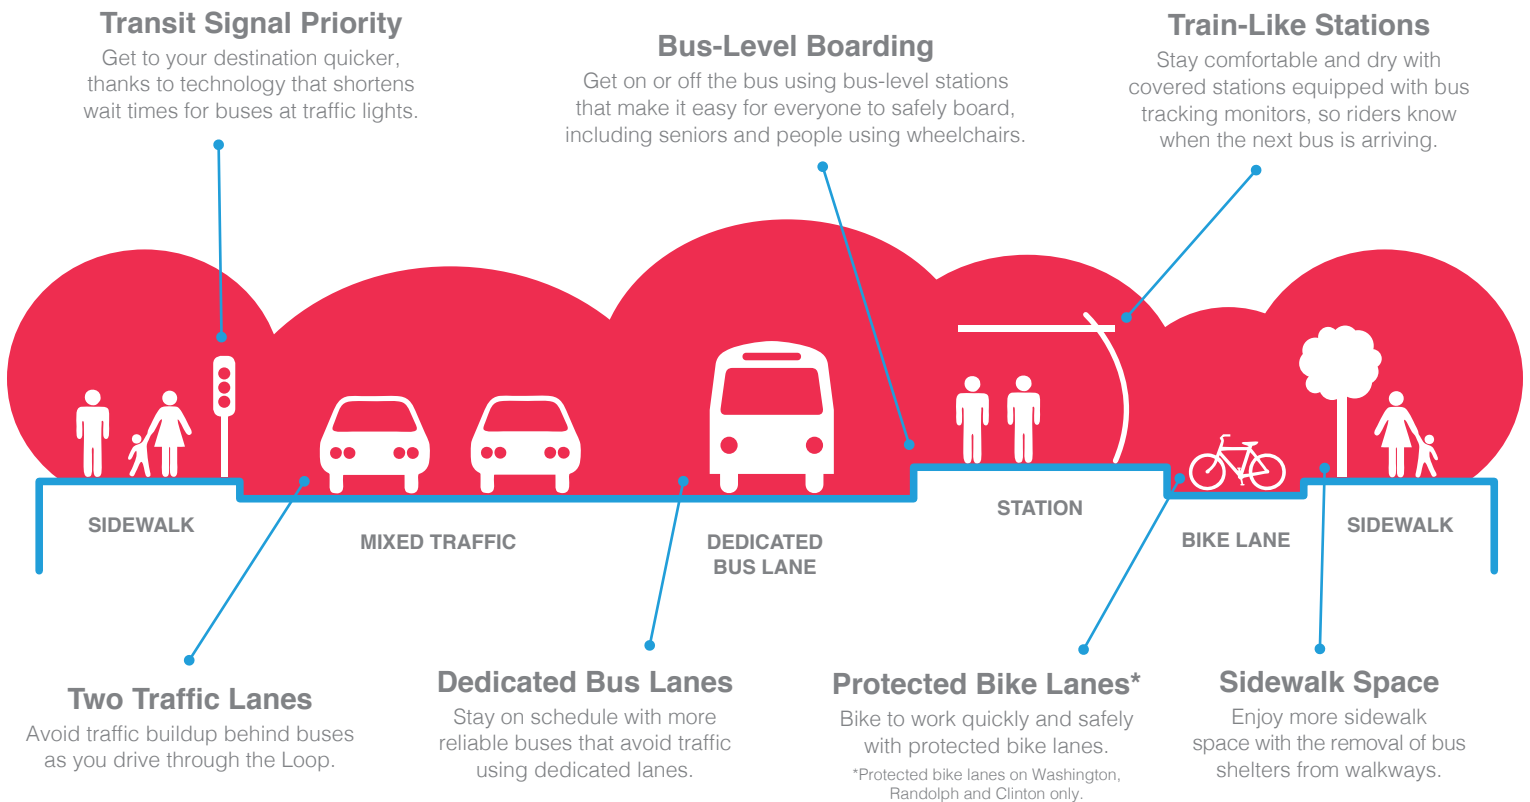 Transit Signal Priority
Get to your destination quicker,
thanks to technology that shortens
wait times for buses at traffic lights.
Bus-Level Boarding
Get on or off the bus using bus-level stations
that make it easy for everyone to safely board,
including seniors and people using wheelchairs.
Train-Like Stations
Stay comfortable and dry with
covered stations equipped with bus
tracking monitors, so riders know
when the next bus is arriving.
SIDEWALK
MIXED TRAFFIC
DEDICATED
BUS LANE
STATION
BIKE LANE
SIDEWALK
Two Traffic Lanes
Avoid traffic buildup behind buses
as you drive through the Loop.
Dedicated Bus Lanes
Stay on schedule with more
reliable buses that avoid traffic
using dedicated lanes.
Protected Bike Lanes*
Bike to work quickly and safely
with protected bike lanes.
*Protected bike lanes on Washington,
Randolph and Clinton only.
Sidewalk Space
Enjoy more sidewalk
space with the removal of bus
shelters from walkways.